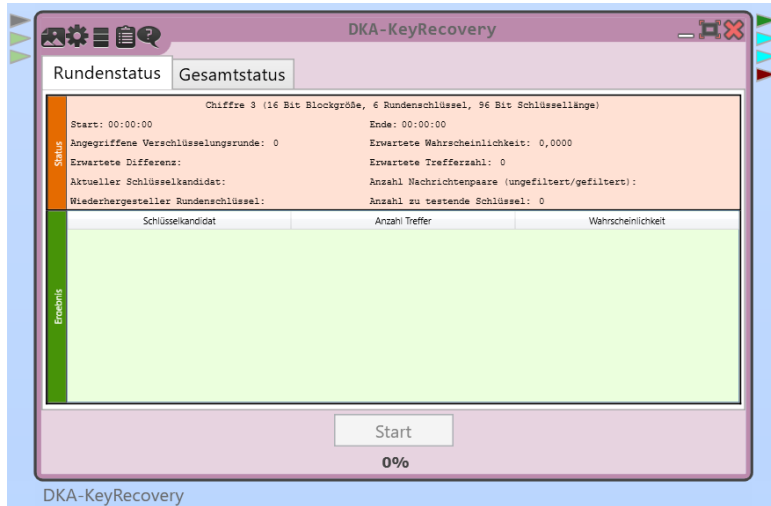 DKA-KeyRecovery
Rundenstatus Gesamtstatus
Chiffre 3 (16 Bit Blockgröße, 6 Rundenschlüssel, 96 Bit Schlüssellänge)
Start: 00:00:00 Ende: 00:00:00
Angegriffene Verschlüsselungsrunde: 0 Erwartete Wahrscheinlichkeit: 0,0000
Erwartete Differenz: Erwartete Trefferzahl: 0
Aktueller Schlüsselkandidat: Anzahl Nachrichtenpaare (ungefiltert/gefiltert):
Wiederhergesteller Rundenschlüssel: Anzahl zu testende Schlüssel: 0
Status
Schlüsselkandidat Anzahl Treffer Wahrscheinlichkeit
Ergebnis
Start
0%
DKA-KeyRecovery